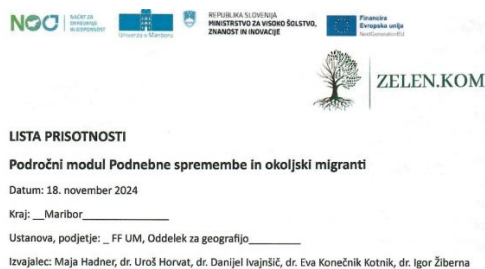 NOO
NAČRT ZA
OKREVANJE
IN ODPORNOST
Univerza v Mariboru
REPUBLIKA SLOVENIJA
MINISTRSTVO ZA VISOKO ŠOLSTVO,
ZNANOST IN INOVACIJE
Financira
Evropska unija
NextGenerationEU
ZELEN.KOM
LISTA PRISOTNOSTI
Področni modul Podnebne spremembe in okoljski migranti
Datum: 18. november 2024
Kraj: __Maribor________________
Ustanova, podjetje: _ FF UM, Oddelek za geografijo_________
Izvajalec: Maja Hadner, dr. Uroš Horvat, dr. Danijel Ivajnšič, dr. Eva Konečnik Kotnik, dr. Igor Žiberna